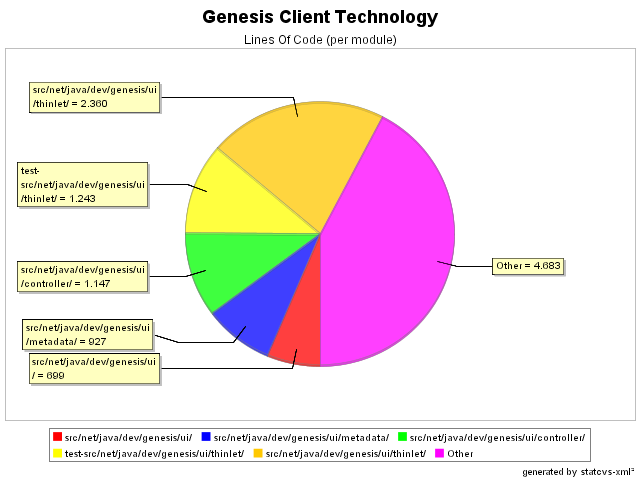 Genesis Client Technology
Lines Of Code (per module)
src/net/java/dev/genesis/ui
/thinlet/ = 2.360
test-
src/net/java/dev/genesis/ui
/thinlet/ = 1.243
src/net/java/dev/genesis/ui
/controller/ = 1.147
src/net/java/dev/genesis/ui
/metadata/ = 927
src/net/java/dev/genesis/ui
/ = 699
Other = 4.683
src/net/java/dev/genesis/ui/ src/net/java/dev/genesis/ui/metadata/ src/net/java/dev/genesis/ui/controller/
test-src/net/java/dev/genesis/ui/thinlet/ src/net/java/dev/genesis/ui/thinlet/ Other
generated by statcvs-xml²